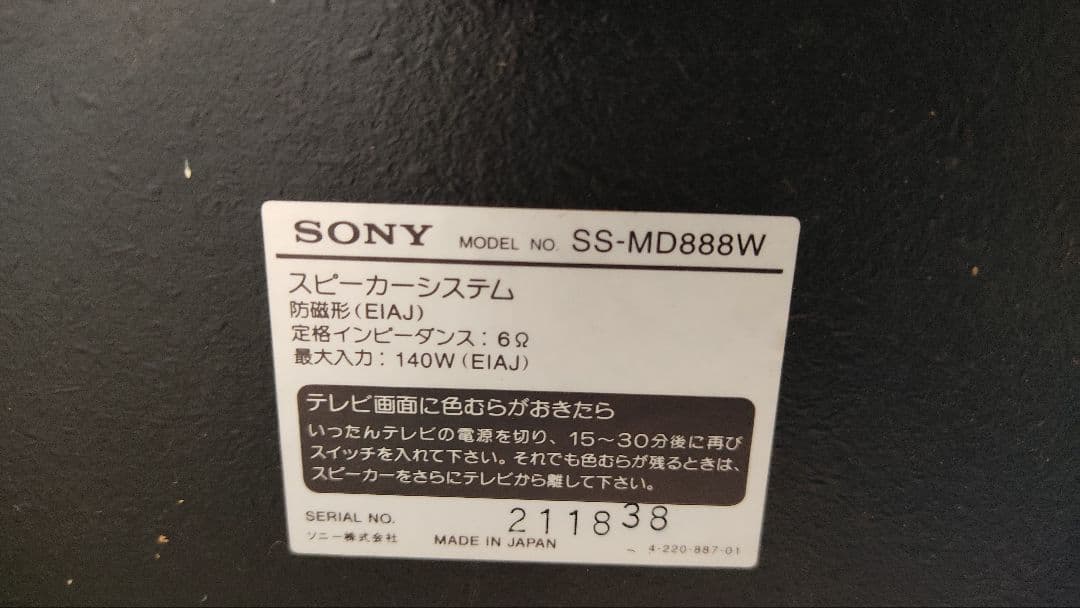 SONY MODEL NO. SS-MD888W
スピーカーシステム
防磁形(EIAJ)
定格インピーダンス:6Ω
最大入力:140W(EIAJ)
テレビ画面に色むらがおきたら
いったんテレビの電源を切り、15〜30分後に再び
スイッチを入れて下さい。それでも色むらが残るときは、
スピーカーをさらにテレビから離して下さい。
SERIAL NO. 211838
ソニー株式会社 MADE IN JAPAN 4-220-887-01